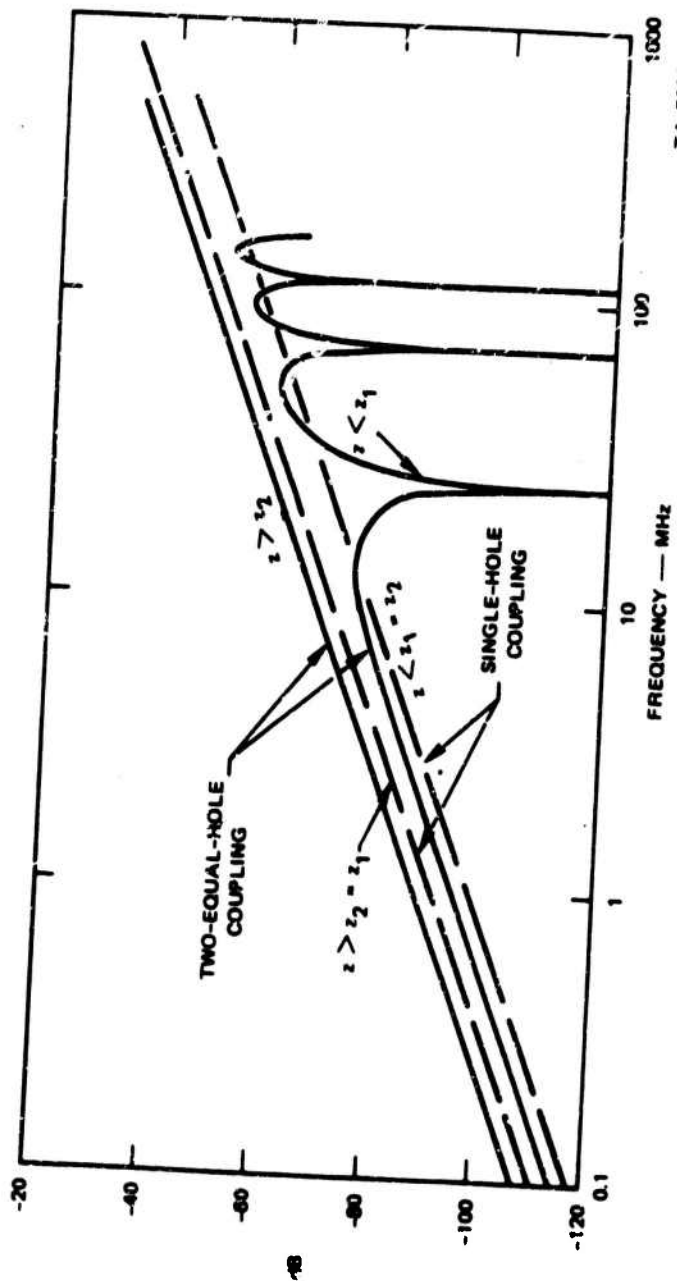 -20
-40
-60
-80
-100
-120
dB
TWO-EQUAL-HOLE
COUPLING
z > z2
z > z2 = z1
z < z1
z < z1 = z2
SINGLE-HOLE
COUPLING
0.1
1
10
100
1000
FREQUENCY — MHz